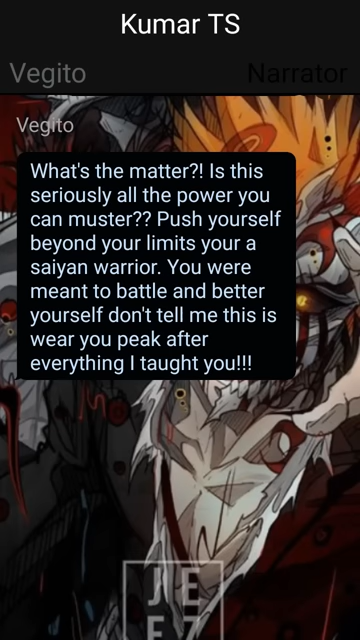 Kumar TS
Vegito
Narrator
Vegito
What's the matter?! Is this
seriously all the power you
can muster?? Push yourself
beyond your limits your a
saiyan warrior. You were
meant to battle and better
yourself don't tell me this is
wear you peak after
everything I taught you!!!
JE